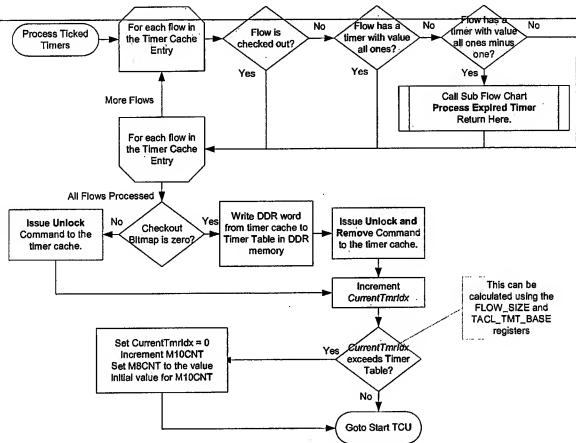 Process Ticked
Timers
For each flow in
the Timer Cache
Entry
Flow is
checked out?
No
Flow has a
timer with value
all ones?
No
Flow has a
timer with value
all ones minus
one?
No
Yes
Yes
Yes
More Flows
Call Sub Flow Chart
Process Expired Timer
Return Here.
For each flow in
the Timer Cache
Entry
All Flows Processed
Issue Unlock
Command to the
timer cache.
No
Checkout
Bitmap is zero?
Yes
Write DDR word
from timer cache to
Timer Table in DDR
memory
Issue Unlock and
Remove Command
to the timer cache.
Increment
CurrentTmrIdx
This can be
calculated using the
FLOW_SIZE and
TACL_TMT_BASE
registers
Set CurrentTmrIdx = 0
Increment M10CNT
Set M8CNT to the value
Initial value for M10CNT
Yes
CurrentTmrIdx
exceeds Timer
Table?
No
Goto Start TCU